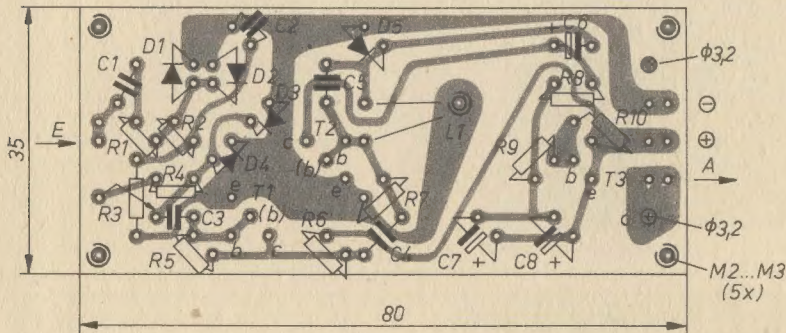 C2
D5
C6
C1
D1
D2
C5
D3
R8
ϕ3,2
35
E
R1
R2
T2
c
b
(b)
L1
R10
⊖
⊕
R9
D4
R4
R3
C3
e
T1
(b)
e
R7
b
e
T3
A
c
ϕ3,2
R5
b
c
R6
C4
C7
+
C8
+
M2...M3
(5x)
80